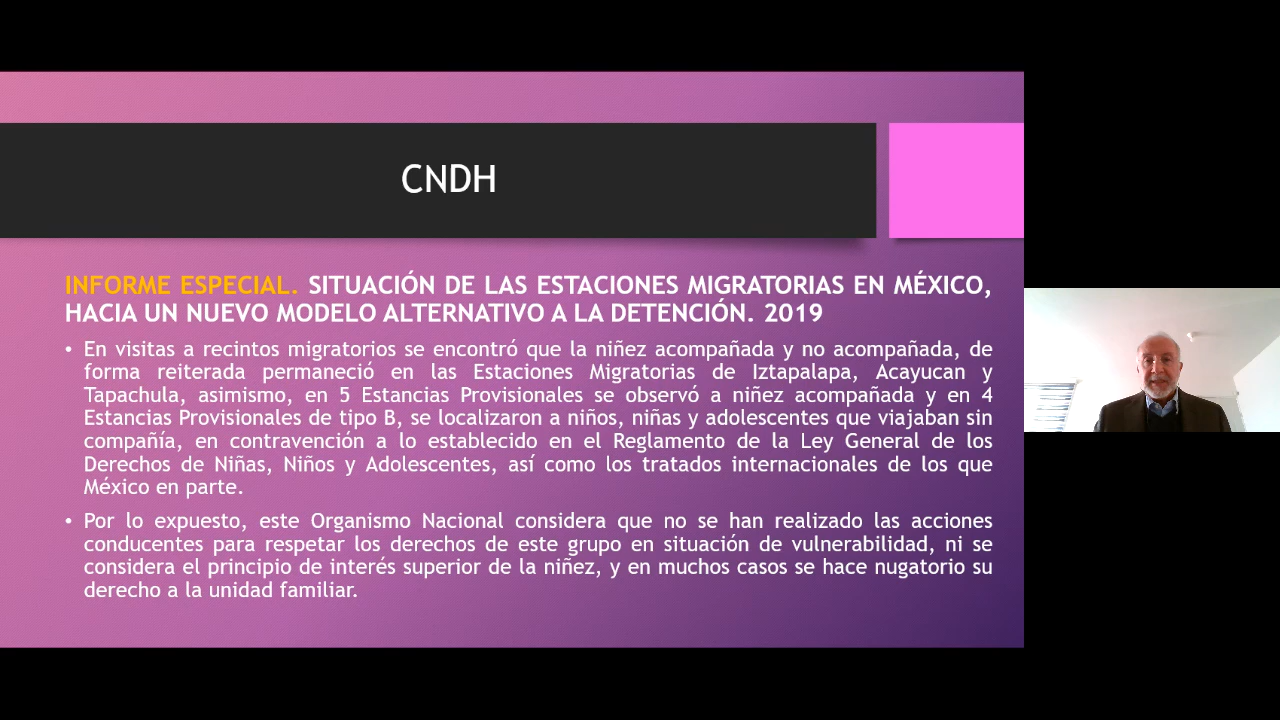 CNDH
INFORME ESPECIAL. SITUACIÓN DE LAS ESTACIONES MIGRATORIAS EN MÉXICO,
HACIA UN NUEVO MODELO ALTERNATIVO A LA DETENCIÓN. 2019
• En visitas a recintos migratorios se encontró que la niñez acompañada y no acompañada, de
forma reiterada permaneció en las Estaciones Migratorias de Iztapalapa, Acayucan y
Tapachula, asimismo, en 5 Estancias Provisionales se observó a niñez acompañada y en 4
Estancias Provisionales de tipo B, se localizaron a niños, niñas y adolescentes que viajaban sin
compañía, en contravención a lo establecido en el Reglamento de la Ley General de los
Derechos de Niñas, Niños y Adolescentes, así como los tratados internacionales de los que
México en parte.
• Por lo expuesto, este Organismo Nacional considera que no se han realizado las acciones
conducentes para respetar los derechos de este grupo en situación de vulnerabilidad, ni se
considera el principio de interés superior de la niñez, y en muchos casos se hace nugatorio su
derecho a la unidad familiar.